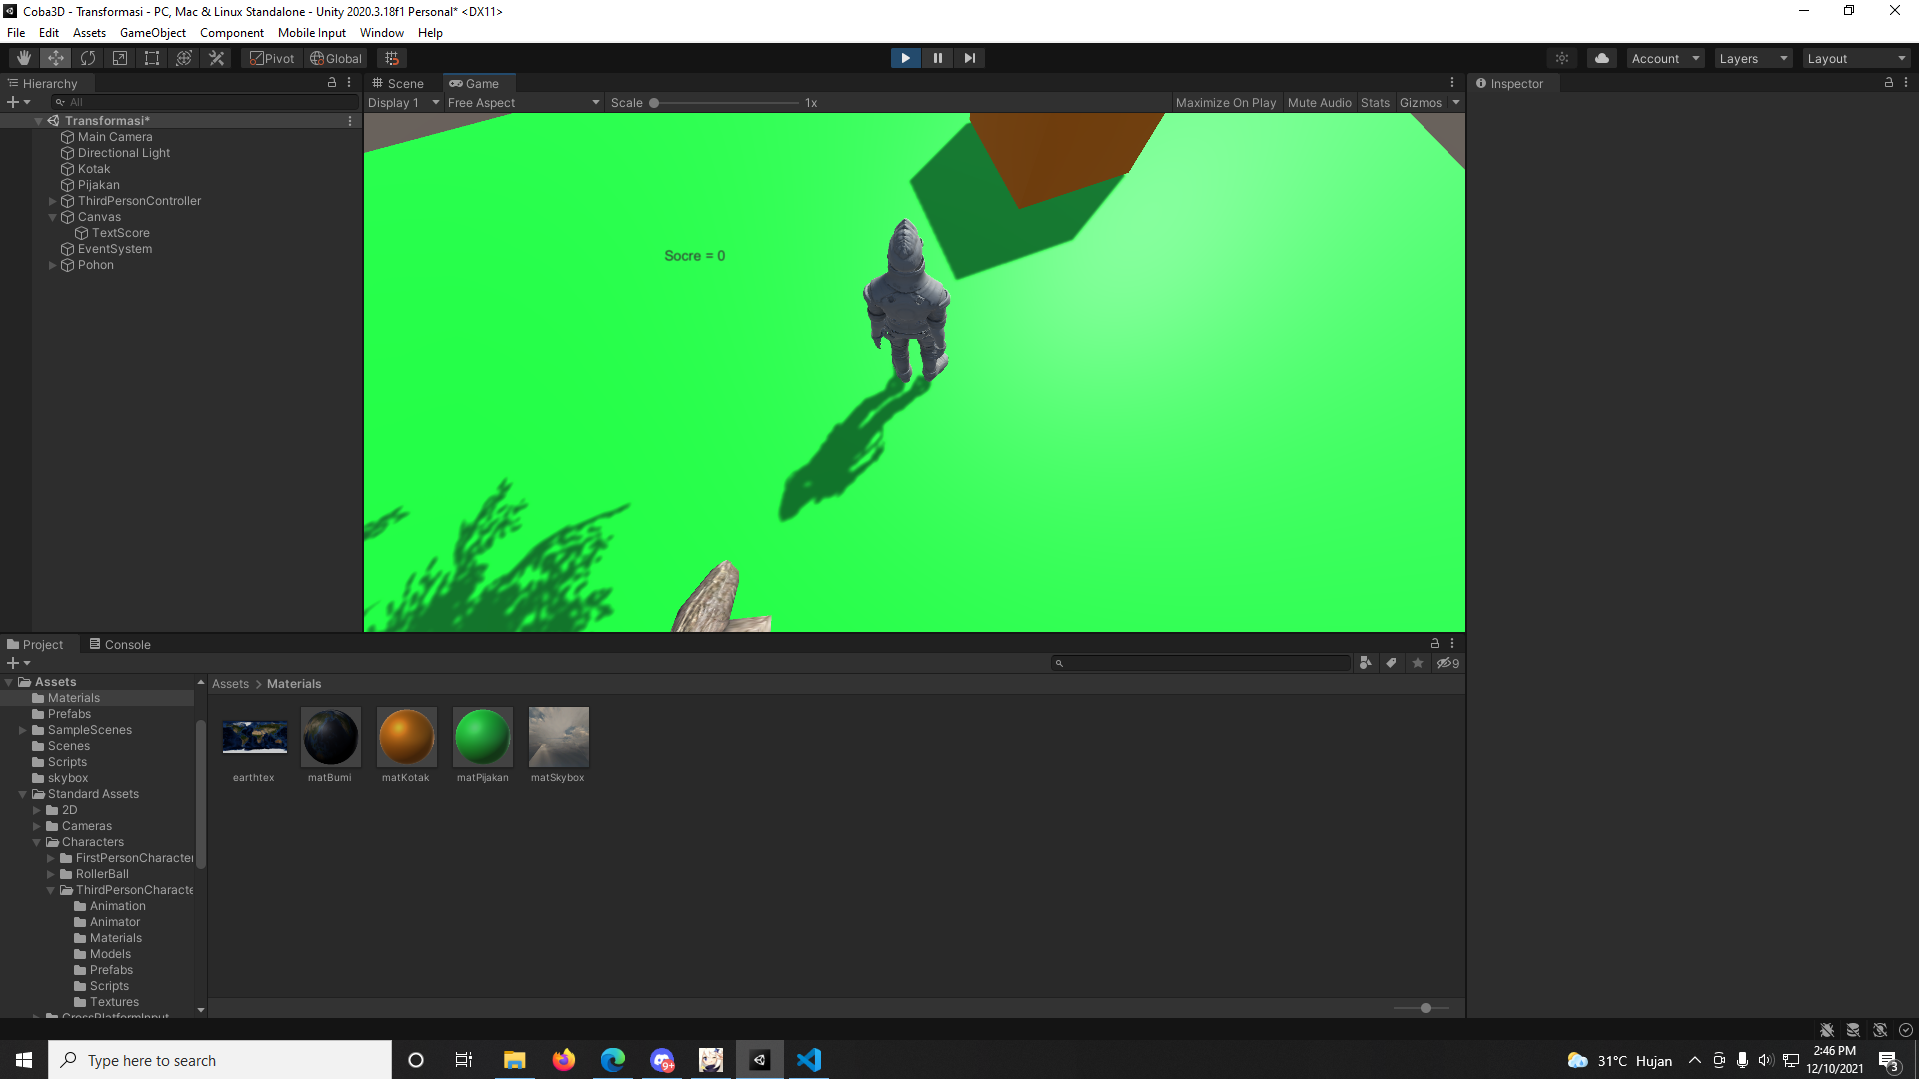 Coba3D - Transformasi - PC, Mac & Linux Standalone - Unity 2020.3.18f1 Personal* <DX11>
File Edit Assets GameObject Component Mobile Input Window Help
Pivot Global Account Layers Layout
Hierarchy
All
Transformasi*
Main Camera
Directional Light
Kotak
Pijakan
ThirdPersonController
Canvas
TextScore
EventSystem
Pohon
Scene Game
Display 1 Free Aspect Scale 1x Maximize On Play Mute Audio Stats Gizmos
Socre = 0
Inspector
Project Console
9
Assets
Materials
Prefabs
SampleScenes
Scenes
Scripts
skybox
Standard Assets
2D
Cameras
Characters
FirstPersonCharacter
RollerBall
ThirdPersonCharacte
Animation
Animator
Materials
Models
Prefabs
Scripts
Textures
CrossPlatformInput
Assets > Materials
earthtex matBumi matKotak matPijakan matSkybox
Type here to search
9+
31°C Hujan
2:46 PM
12/10/2021
3